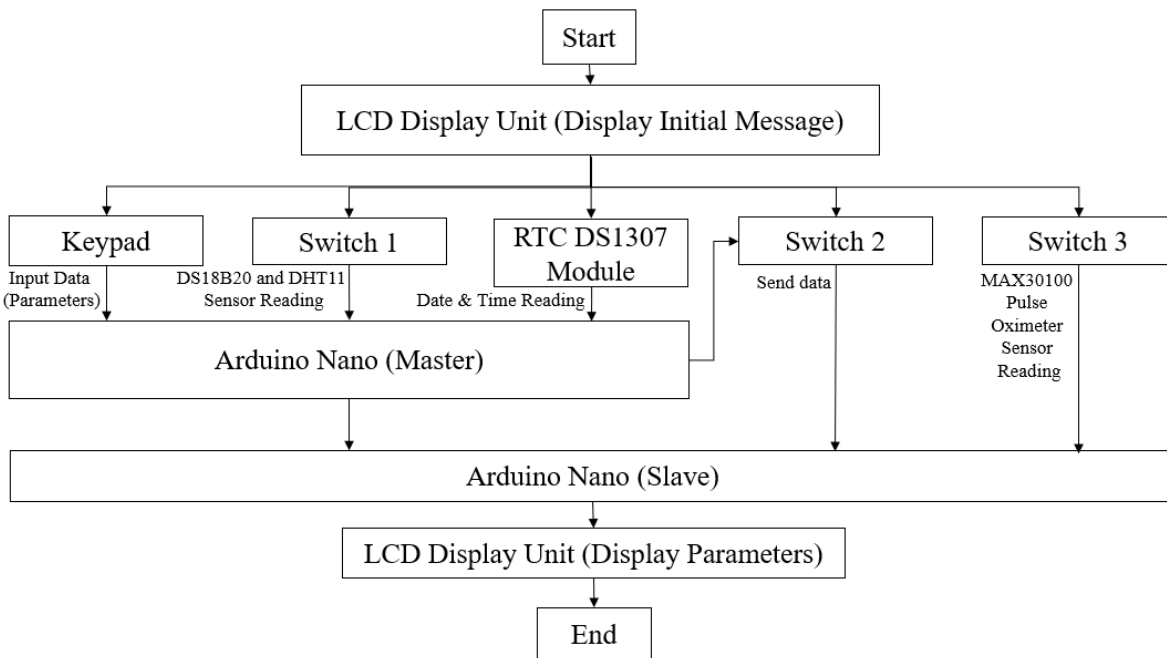 Start
LCD Display Unit (Display Initial Message)
Keypad
Switch 1
RTC DS1307
Module
Switch 2
Switch 3
Input Data
(Parameters)
DS18B20 and DHT11
Sensor Reading
Date & Time Reading
Send data
MAX30100
Pulse
Oximeter
Sensor
Reading
Arduino Nano (Master)
Arduino Nano (Slave)
LCD Display Unit (Display Parameters)
End